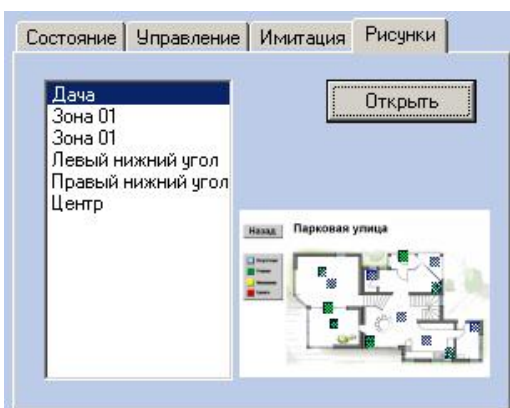 Состояние
Управление
Имитация
Рисунки
Дача
Зона 01
Зона 01
Левый нижний угол
Правый нижний угол
Центр
Открыть
Назад
Парковая улица